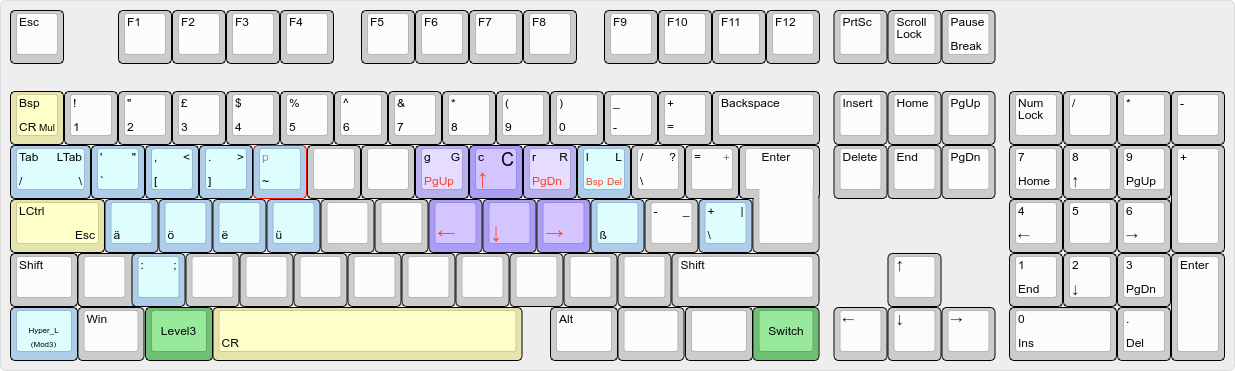 Esc F1 F2 F3 F4 F5 F6 F7 F8 F9 F10 F11 F12 PrtSc Scroll Lock Pause Break
Bsp ! " £ $ % ^ & * ( ) _ + Backspace Insert Home PgUp Num Lock / * -
CR Mul 1 2 3 4 5 6 7 8 9 0 - =
Tab LTab ' " , < . > p g G c C r R l L / ? = + Enter Delete End PgDn 7 8 9 +
/ \ ` [ ] ~ PgUp ↑ PgDn Bsp Del \ Home ↑ PgUp
LCtrl - _ + | 4 5 6
Esc ä ö ë ü ← ↓ → ß \ ← →
Shift : ; Shift ↑ 1 2 3 Enter
End ↓ PgDn
Hyper_L (Mod3) Win Level3 CR Alt Switch ← ↓ → 0 .
Ins Del